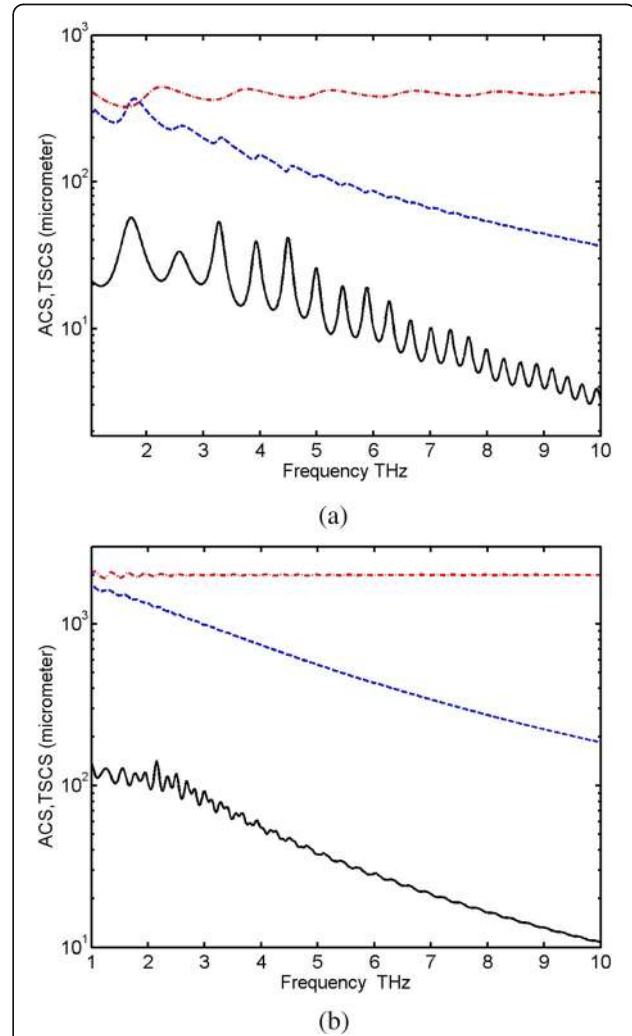 10^3
10^2
10^1
ACS,TSCS (micrometer)
2 3 4 5 6 7 8 9 10
Frequency THz
(a)
10^3
10^2
10^1
ACS,TSCS (micrometer)
1 2 3 4 5 6 7 8 9 10
Frequency THz
(b)